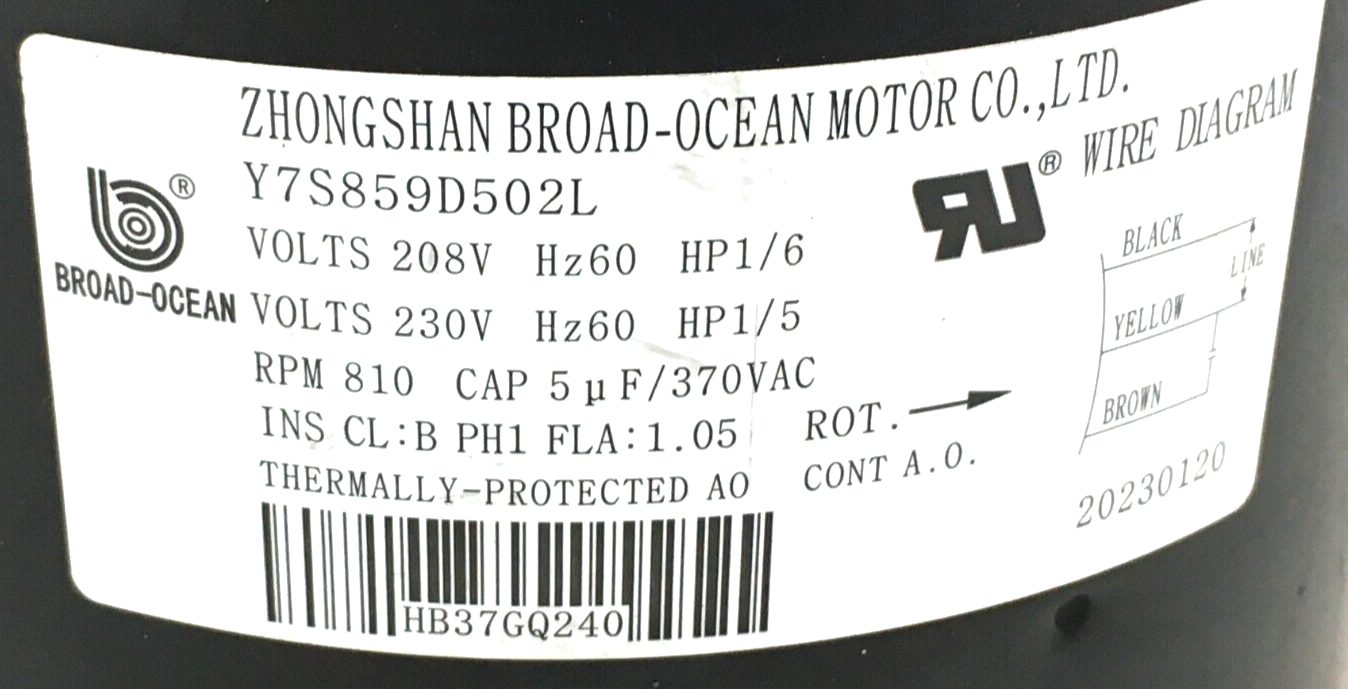 ZHONGSHAN BROAD-OCEAN MOTOR CO.,LTD.
Y7S859D502L
VOLTS 208V Hz60 HP1/6
VOLTS 230V Hz60 HP1/5
RPM 810 CAP 5μF/370VAC
INS CL:B PH1 FLA:1.05
THERMALLY-PROTECTED AO
HB37GQ240
®
BROAD-OCEAN
ROT.
CONT A.O.
RU®
WIRE DIAGRAM
BLACK
LINE
YELLOW
BROWN
20230120